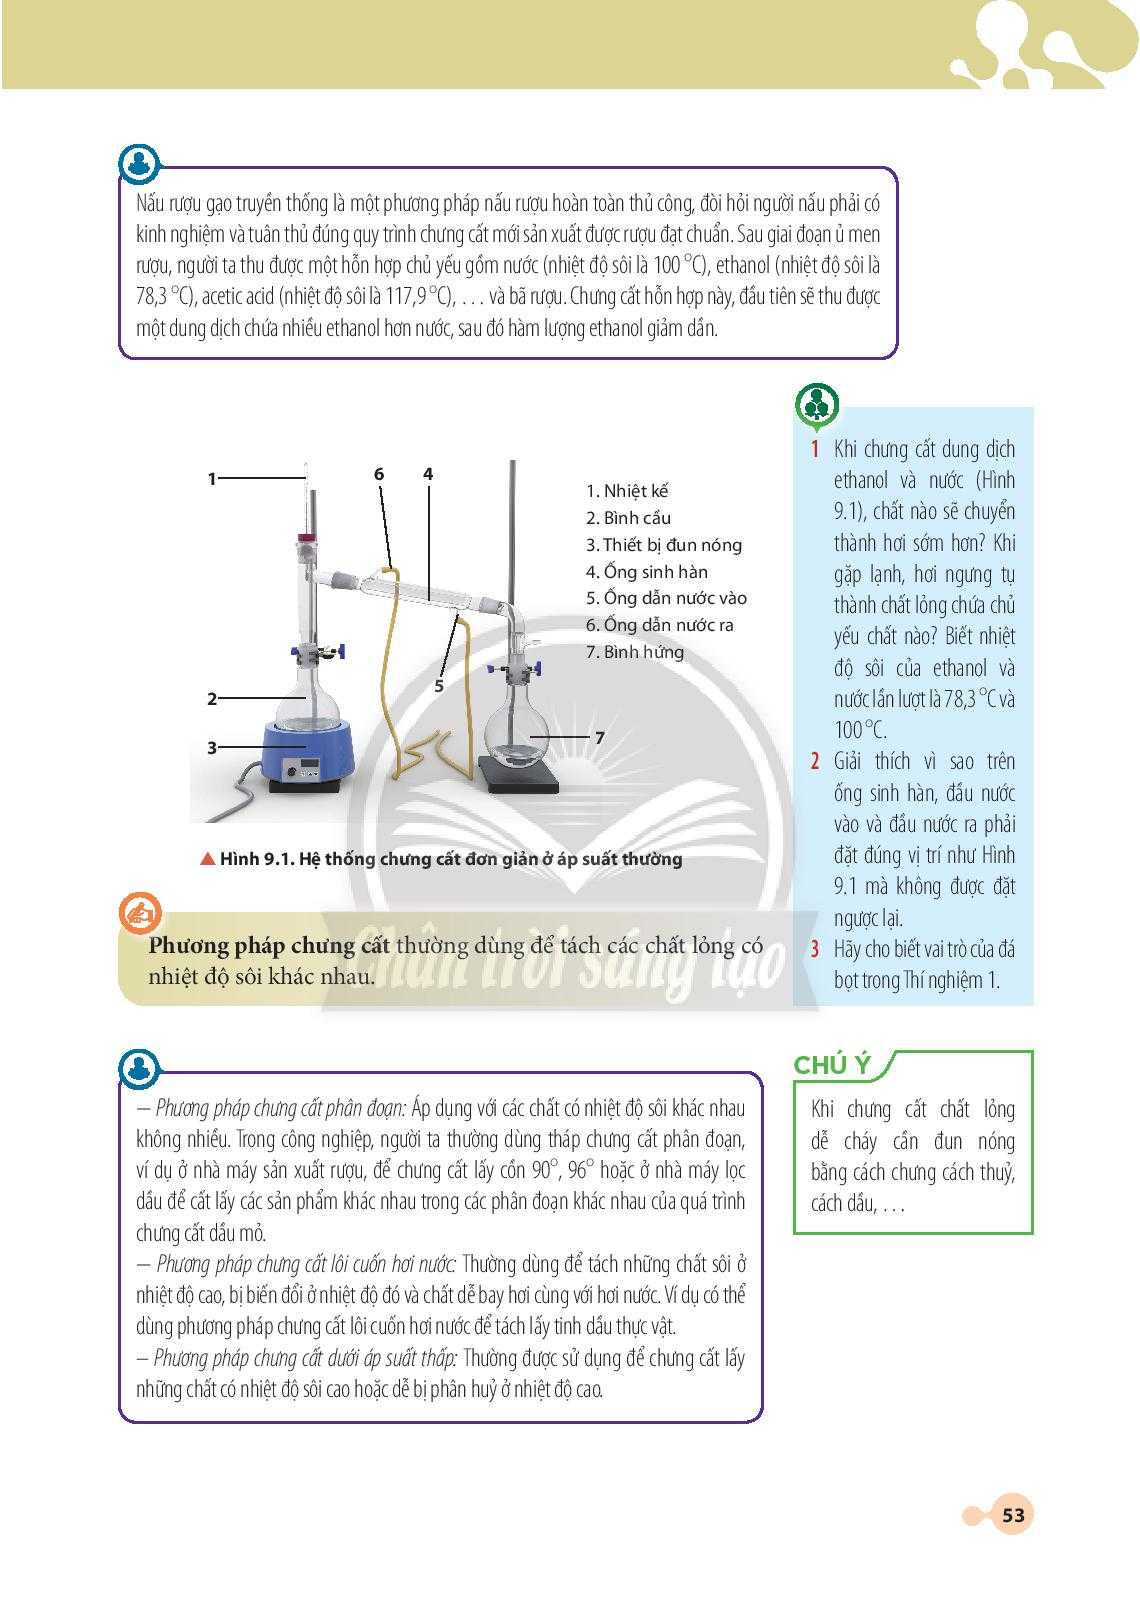 Nấu rượu gạo truyền thống là một phương pháp nấu rượu hoàn toàn thủ công, đòi hỏi người nấu phải có
kinh nghiệm và tuân thủ đúng quy trình chưng cất mới sản xuất được rượu đạt chuẩn. Sau giai đoạn ủ men
rượu, người ta thu được một hỗn hợp chủ yếu gồm nước (nhiệt độ sôi là 100 °C), ethanol (nhiệt độ sôi là
78,3 °C), acetic acid (nhiệt độ sôi là 117,9 °C), . . . và bã rượu. Chưng cất hỗn hợp này, đầu tiên sẽ thu được
một dung dịch chứa nhiều ethanol hơn nước, sau đó hàm lượng ethanol giảm dần.
1
6
4
2
3
5
7
1. Nhiệt kế
2. Bình cầu
3. Thiết bị đun nóng
4. Ống sinh hàn
5. Ống dẫn nước vào
6. Ống dẫn nước ra
7. Bình hứng
▲ Hình 9.1. Hệ thống chưng cất đơn giản ở áp suất thường
Phương pháp chưng cất thường dùng để tách các chất lỏng có
nhiệt độ sôi khác nhau.
Chân trời sáng tạo
1 Khi chưng cất dung dịch
ethanol và nước (Hình
9.1), chất nào sẽ chuyển
thành hơi sớm hơn? Khi
gặp lạnh, hơi ngưng tụ
thành chất lỏng chứa chủ
yếu chất nào? Biết nhiệt
độ sôi của ethanol và
nước lần lượt là 78,3 °C và
100 °C.
2 Giải thích vì sao trên
ống sinh hàn, đầu nước
vào và đầu nước ra phải
đặt đúng vị trí như Hình
9.1 mà không được đặt
ngược lại.
3 Hãy cho biết vai trò của đá
bọt trong Thí nghiệm 1.
– Phương pháp chưng cất phân đoạn: Áp dụng với các chất có nhiệt độ sôi khác nhau
không nhiều. Trong công nghiệp, người ta thường dùng tháp chưng cất phân đoạn,
ví dụ ở nhà máy sản xuất rượu, để chưng cất lấy cồn 90°, 96° hoặc ở nhà máy lọc
dầu để cất lấy các sản phẩm khác nhau trong các phân đoạn khác nhau của quá trình
chưng cất dầu mỏ.
– Phương pháp chưng cất lôi cuốn hơi nước: Thường dùng để tách những chất sôi ở
nhiệt độ cao, bị biến đổi ở nhiệt độ đó và chất dễ bay hơi cùng với hơi nước. Ví dụ có thể
dùng phương pháp chưng cất lôi cuốn hơi nước để tách lấy tinh dầu thực vật.
– Phương pháp chưng cất dưới áp suất thấp: Thường được sử dụng để chưng cất lấy
những chất có nhiệt độ sôi cao hoặc dễ bị phân huỷ ở nhiệt độ cao.
CHÚ Ý
Khi chưng cất chất lỏng
dễ cháy cần đun nóng
bằng cách chưng cách thuỷ,
cách dầu, . . .
53